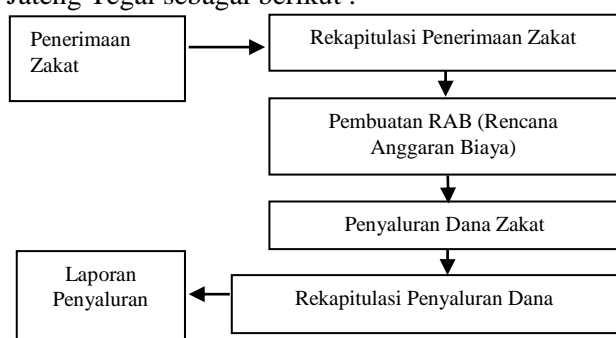 Jateng Tegal sebagai berikut :
Penerimaan
Zakat
Rekapitulasi Penerimaan Zakat
Pembuatan RAB (Rencana
Anggaran Biaya)
Penyaluran Dana Zakat
Rekapitulasi Penyaluran Dana
Laporan
Penyaluran